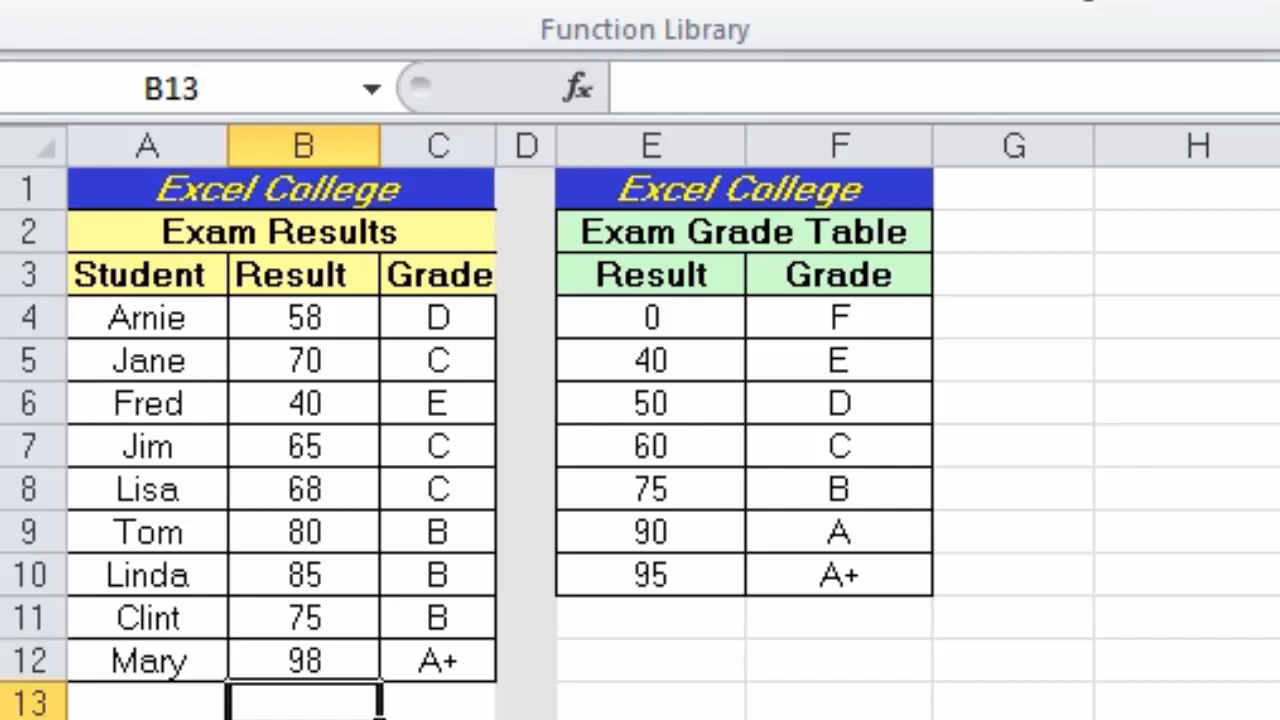 Function Library
B13 fx
A B C D E F G H
1 Excel College Excel College
2 Exam Results Exam Grade Table
3 Student Result Grade Result Grade
4 Arnie 58 D 0 F
5 Jane 70 C 40 E
6 Fred 40 E 50 D
7 Jim 65 C 60 C
8 Lisa 68 C 75 B
9 Tom 80 B 90 A
10 Linda 85 B 95 A+
11 Clint 75 B
12 Mary 98 A+
13